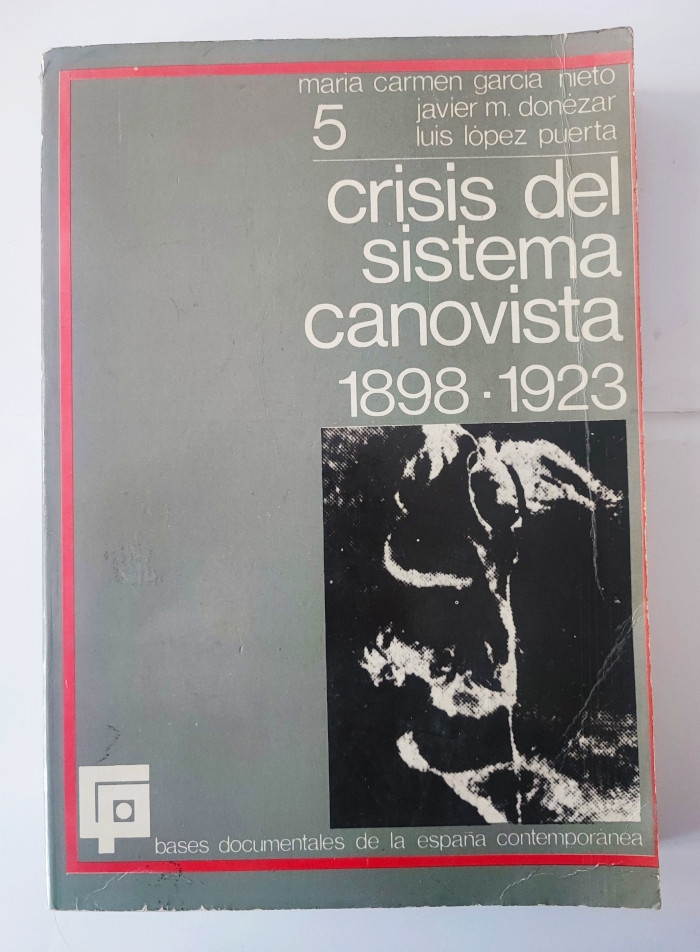 maria carmen garcía nieto
5
javier m. donézar
luis lópez puerta
crisis del
sistema
canovista
1898 · 1923
bases documentales de la españa contemporánea